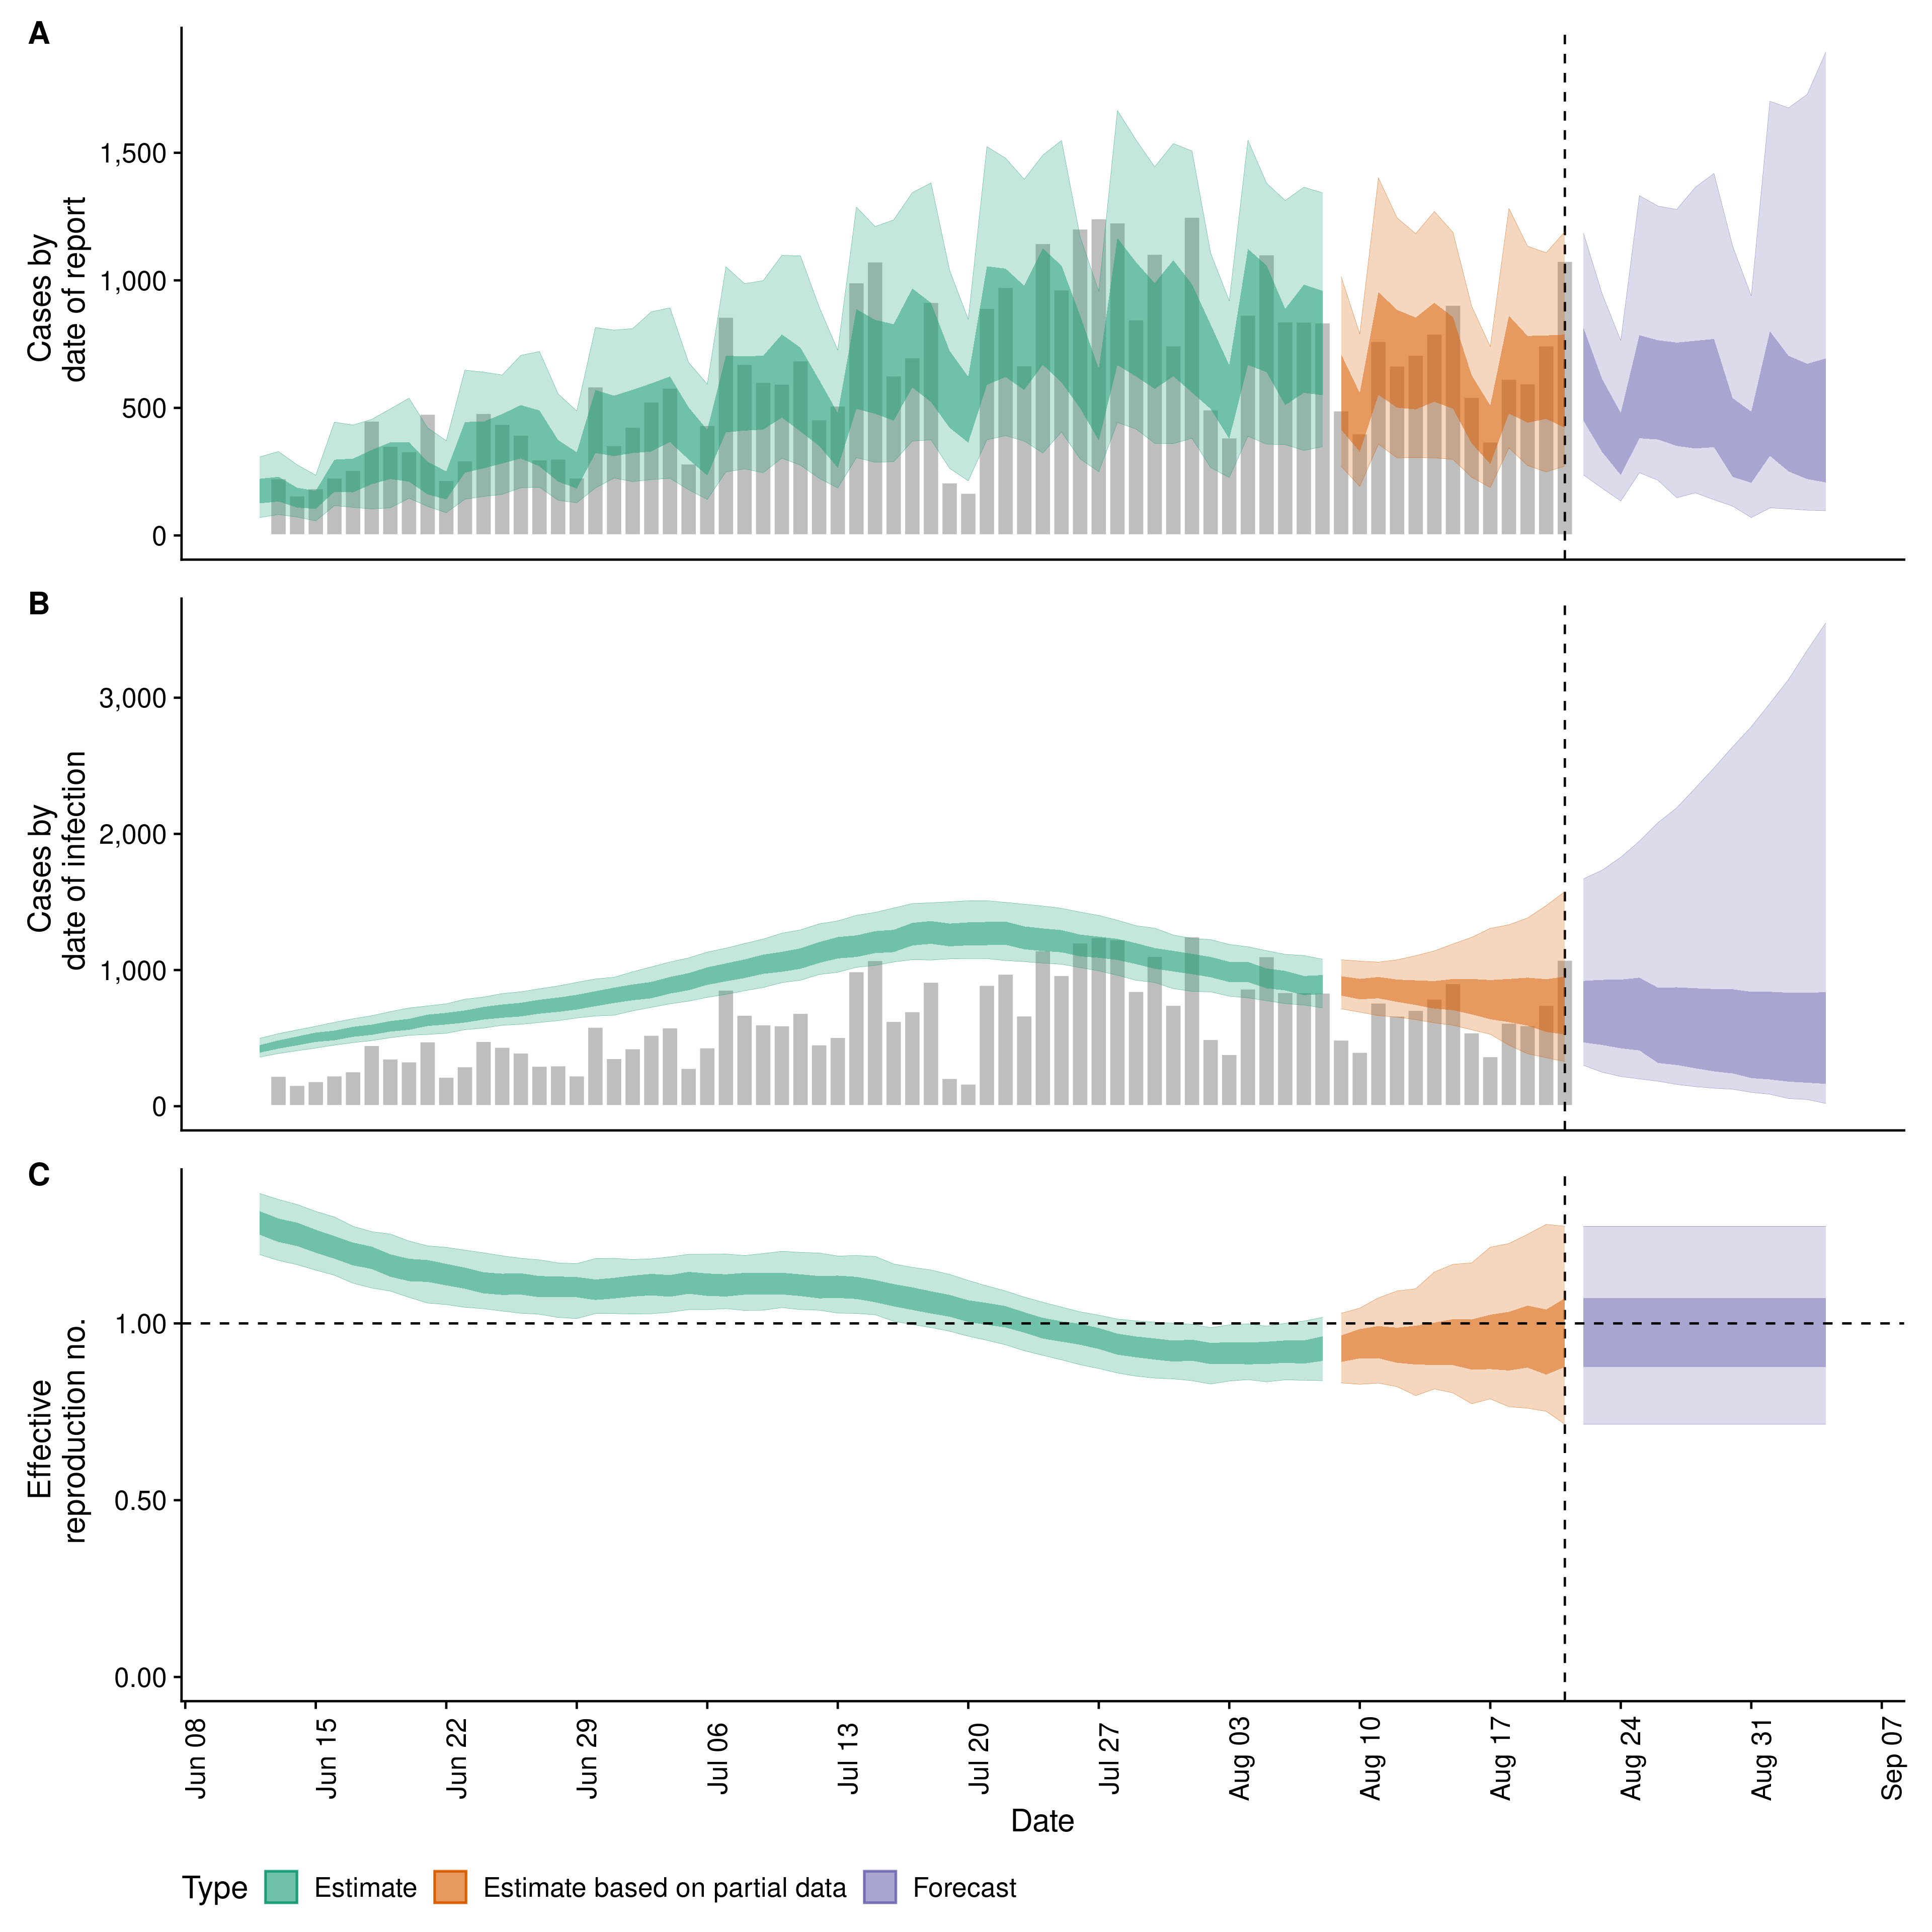 A
Cases by
date of report
1,500
1,000
500
0
B
Cases by
date of infection
3,000
2,000
1,000
0
C
Effective
reproduction no.
1.00
0.50
0.00
Jun 08
Jun 15
Jun 22
Jun 29
Jul 06
Jul 13
Jul 20
Jul 27
Aug 03
Aug 10
Aug 17
Aug 24
Aug 31
Sep 07
Date
Type
Estimate
Estimate based on partial data
Forecast